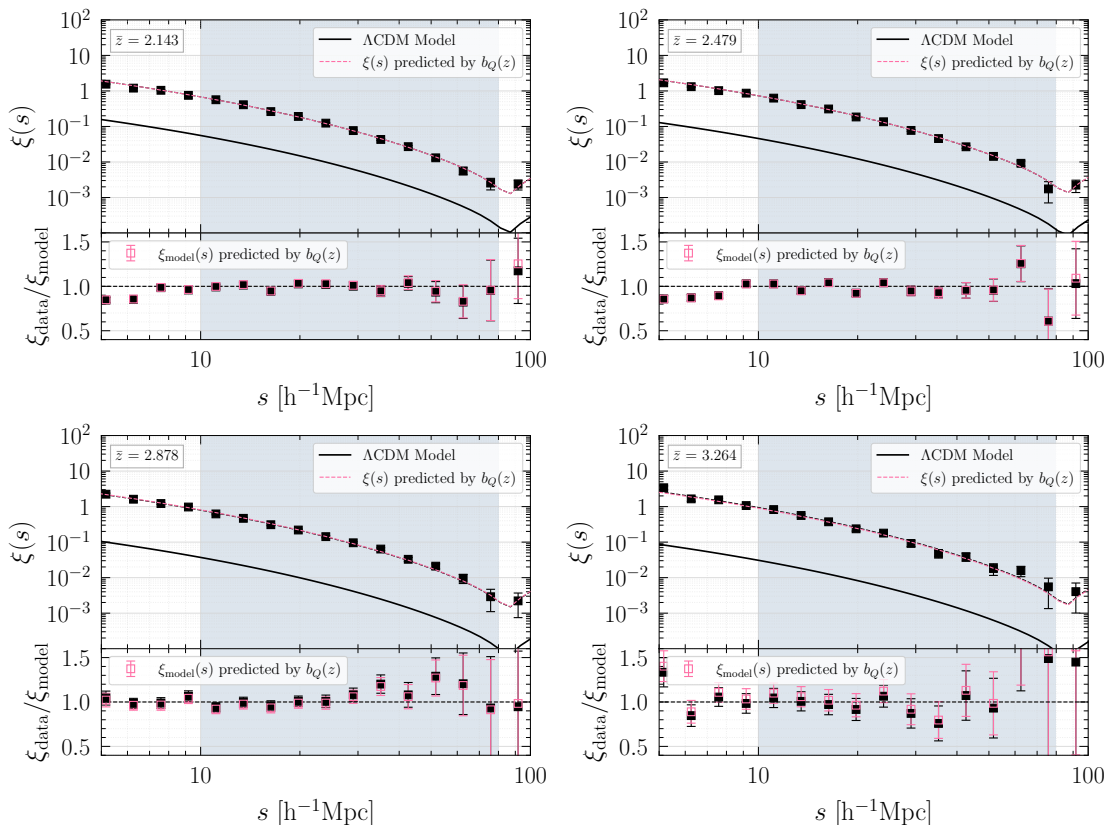 z̄ = 2.143
ΛCDM Model
ξ(s) predicted by b_Q(z)
ξ(s)
10²
10
1
10⁻¹
10⁻²
10⁻³
ξ_model(s) predicted by b_Q(z)
ξ_data/ξ_model
1.5
1.0
0.5
10
100
s [h⁻¹Mpc]
z̄ = 2.479
ΛCDM Model
ξ(s) predicted by b_Q(z)
ξ(s)
10²
10
1
10⁻¹
10⁻²
10⁻³
ξ_model(s) predicted by b_Q(z)
ξ_data/ξ_model
1.5
1.0
0.5
10
100
s [h⁻¹Mpc]
z̄ = 2.878
ΛCDM Model
ξ(s) predicted by b_Q(z)
ξ(s)
10²
10
1
10⁻¹
10⁻²
10⁻³
ξ_model(s) predicted by b_Q(z)
ξ_data/ξ_model
1.5
1.0
0.5
10
100
s [h⁻¹Mpc]
z̄ = 3.264
ΛCDM Model
ξ(s) predicted by b_Q(z)
ξ(s)
10²
10
1
10⁻¹
10⁻²
10⁻³
ξ_model(s) predicted by b_Q(z)
ξ_data/ξ_model
1.5
1.0
0.5
10
100
s [h⁻¹Mpc]